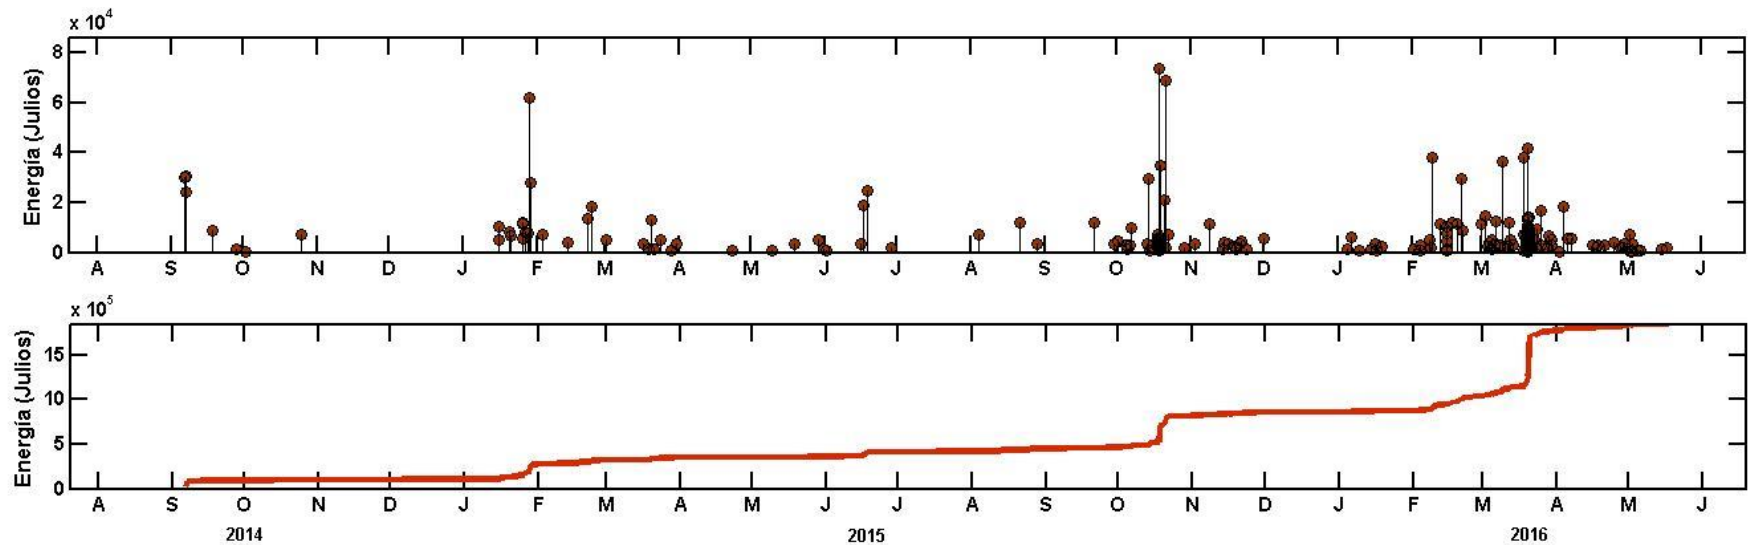 x 10⁴
Energía (Julios)
8
6
4
2
0
A S O N D J F M A M J J A S O N D J F M A M J
x 10⁵
Energía (Julios)
15
10
5
0
A S O N D J F M A M J J A S O N D J F M A M J
2014 2015 2016